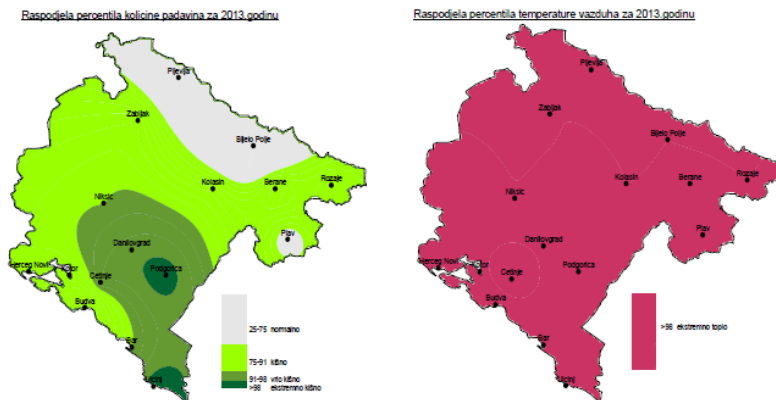 Raspodjela percentila kolicine padavina za 2013.godinu
Pljevlja
Zabljak
Bijelo Polje
Kolasin
Berane
Rozaje
Niksic
Plav
Danilovgrad
Herceg Novi
Kotor
Cetinje
Podgorica
Budva
Bar
Ulcinj
25-75 normalno
75-91 kišno
91-98 vrlo kišno
>98 ekstremno kišno
Raspodjela percentila temperature vazduha za 2013.godinu
Pljevlja
Zabljak
Bijelo Polje
Kolasin
Berane
Rozaje
Niksic
Plav
Danilovgrad
Herceg Novi
Kotor
Cetinje
Podgorica
Budva
Bar
Ulcinj
>98 ekstremno toplo